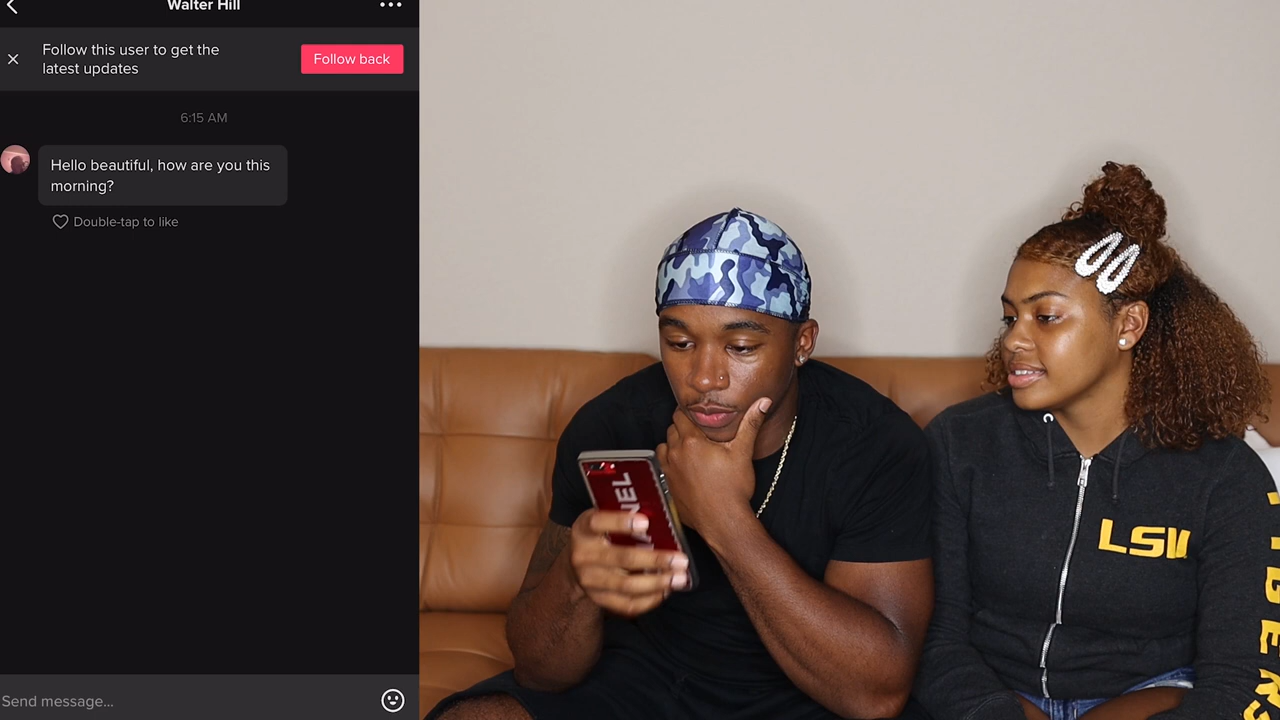 Walter Hill
Follow this user to get the
latest updates
Follow back
6:15 AM
Hello beautiful, how are you this
morning?
Double-tap to like
Send message...
LSU